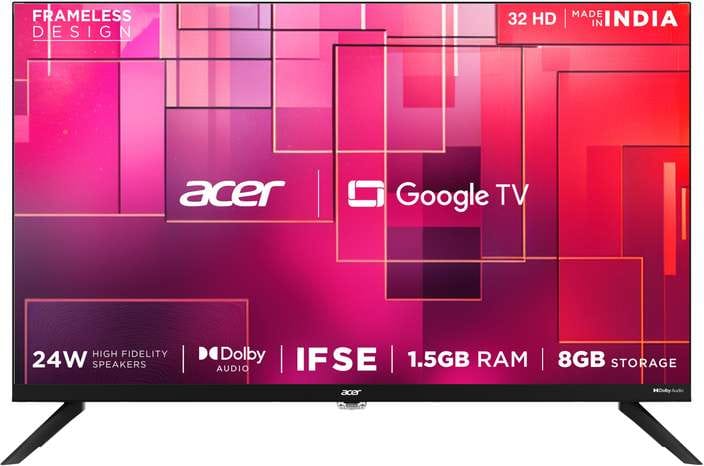 FRAMELESS
DESIGN
32 HD | MADE IN INDIA
acer | Google TV
24W HIGH FIDELITY SPEAKERS | Dolby AUDIO | IFSE | 1.5GB RAM | 8GB STORAGE
acer
Dolby Audio